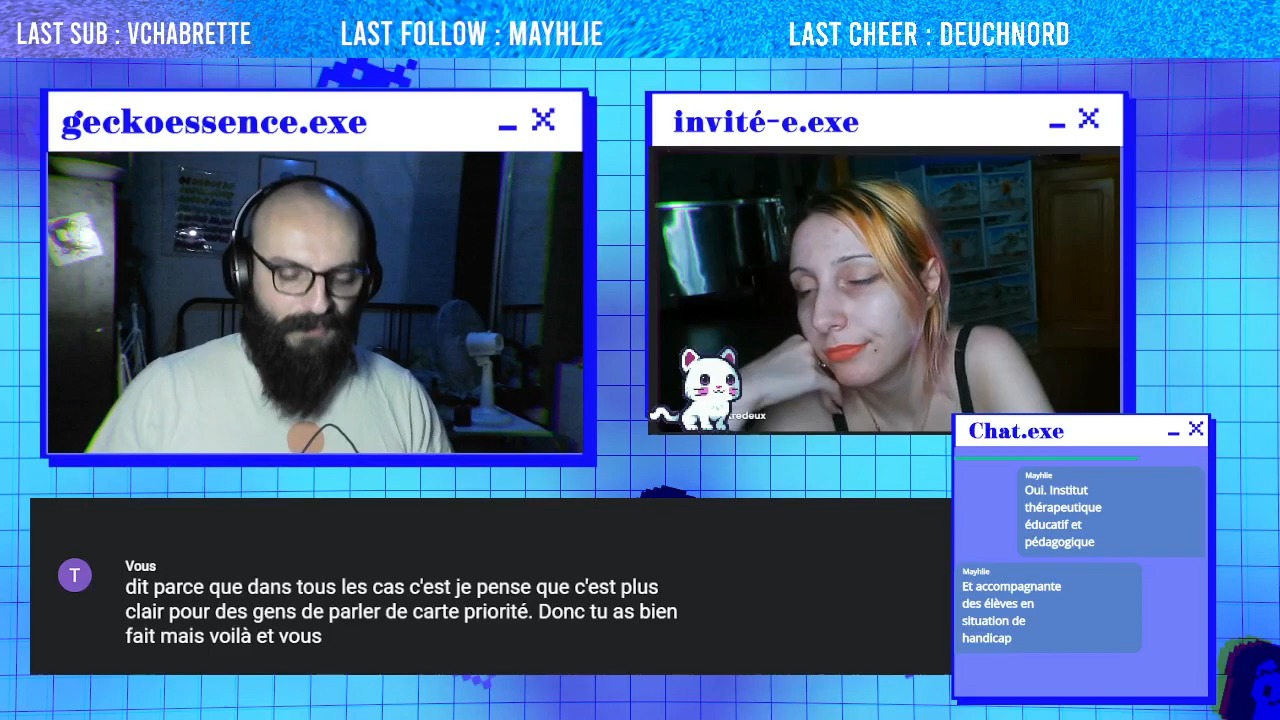 LAST SUB : VCHABRETTE
LAST FOLLOW : MAYHLIE
LAST CHEER : DEUCHNORD
geckoessence.exe
invité-e.exe
Chat.exe
Mayhlie
Oui. Institut
thérapeutique
éducatif et
pédagogique
Mayhlie
Et accompagnante
des élèves en
situation de
handicap
T
Vous
dit parce que dans tous les cas c'est je pense que c'est plus
clair pour des gens de parler de carte priorité. Donc tu as bien
fait mais voilà et vous